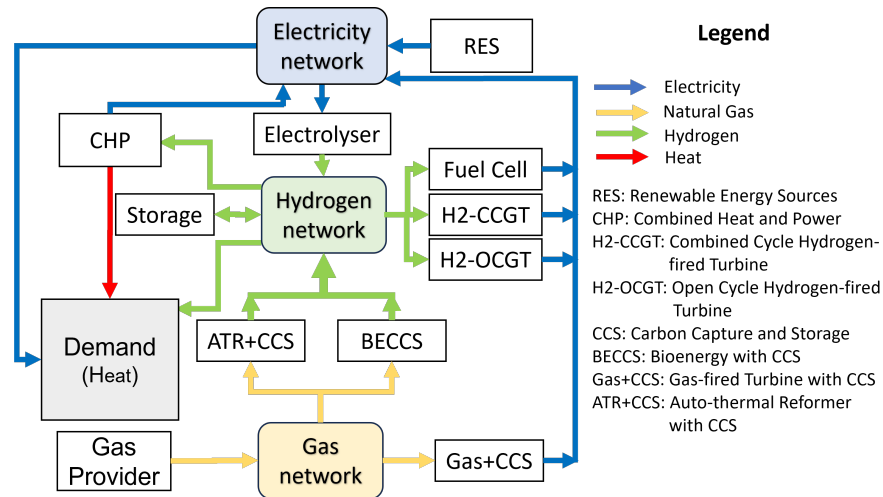 Electricity
network
RES
CHP
Electrolyser
Hydrogen
network
Storage
Fuel Cell
H2-CCGT
H2-OCGT
Demand
(Heat)
ATR+CCS
BECCS
Gas
Provider
Gas
network
Gas+CCS
Legend
Electricity
Natural Gas
Hydrogen
Heat
RES: Renewable Energy Sources
CHP: Combined Heat and Power
H2-CCGT: Combined Cycle Hydrogen-
fired Turbine
H2-OCGT: Open Cycle Hydrogen-fired
Turbine
CCS: Carbon Capture and Storage
BECCS: Bioenergy with CCS
Gas+CCS: Gas-fired Turbine with CCS
ATR+CCS: Auto-thermal Reformer
with CCS